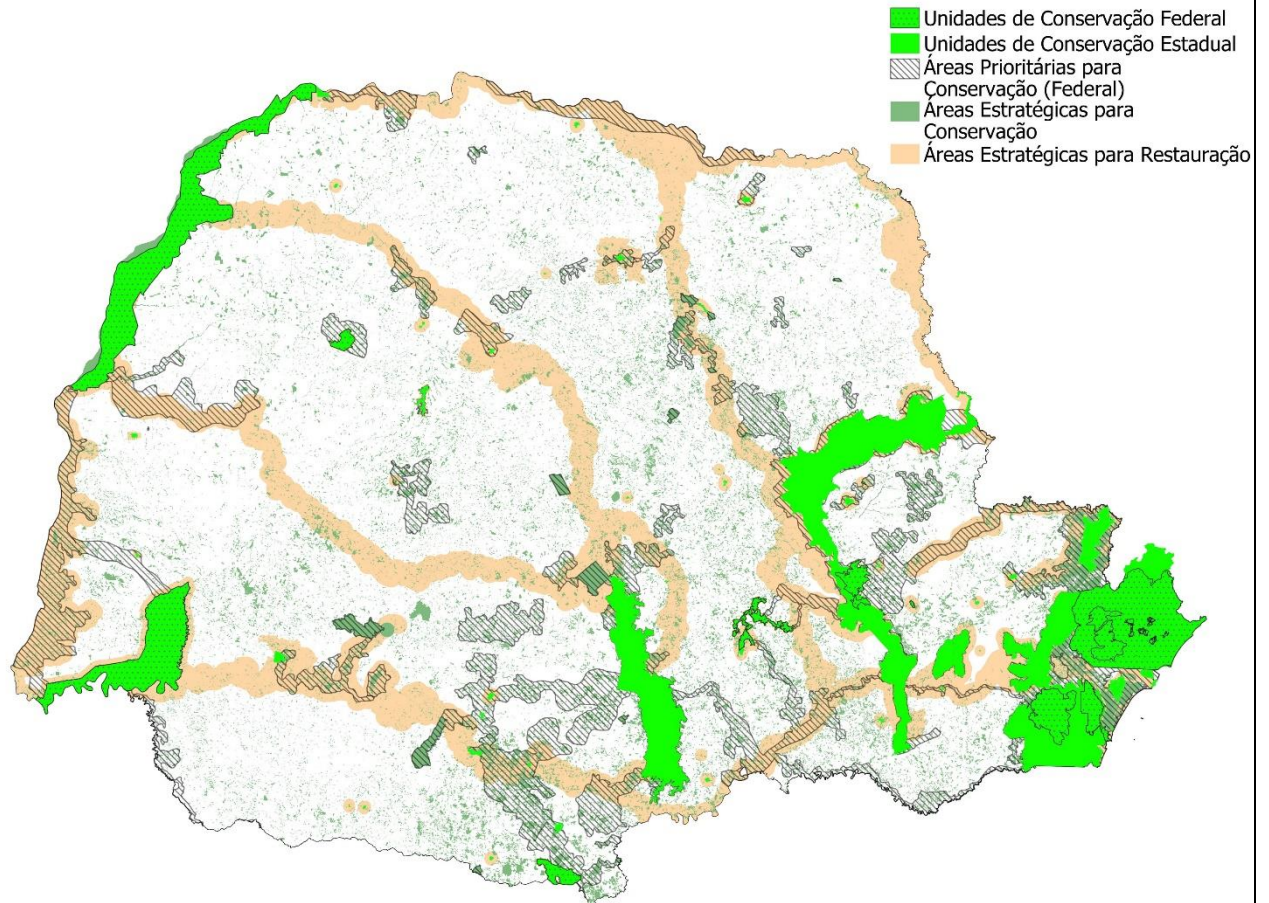 Unidades de Conservação Federal
Unidades de Conservação Estadual
Áreas Prioritárias para
Conservação (Federal)
Áreas Estratégicas para
Conservação
Áreas Estratégicas para Restauração